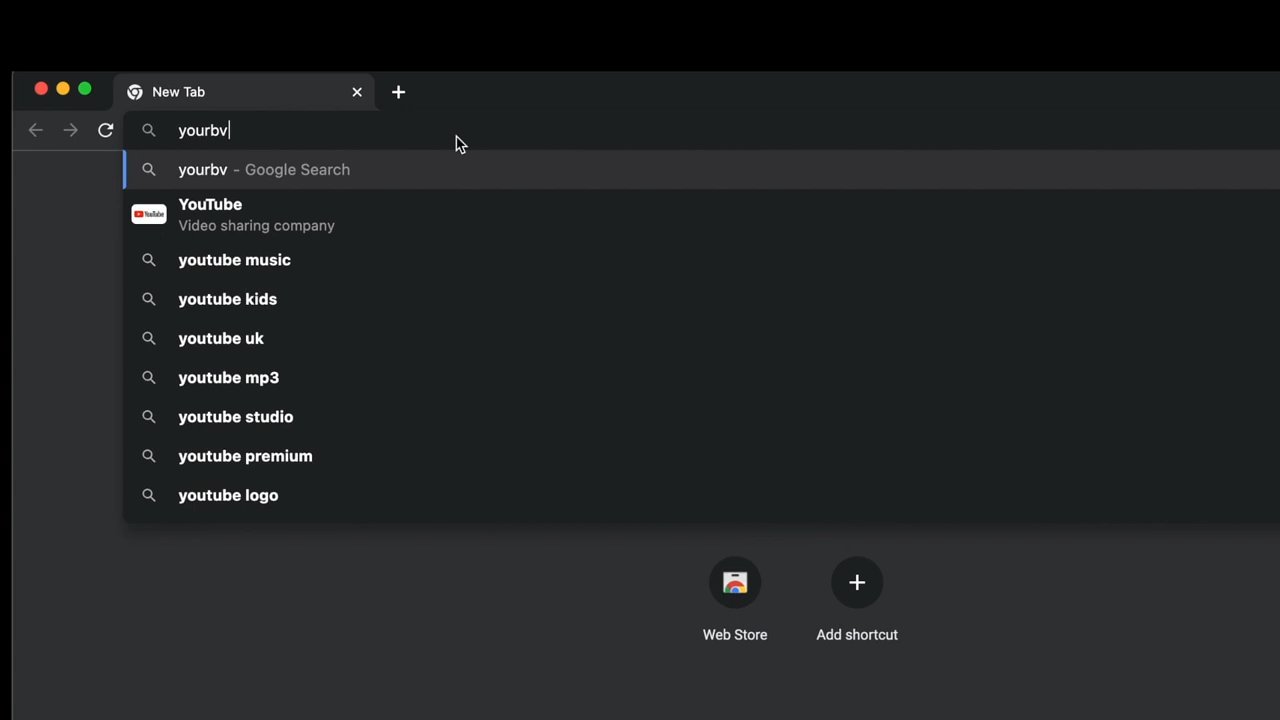 New Tab
yourbv
yourbv - Google Search
YouTube
YouTube
Video sharing company
youtube music
youtube kids
youtube uk
youtube mp3
youtube studio
youtube premium
youtube logo
Web Store
Add shortcut